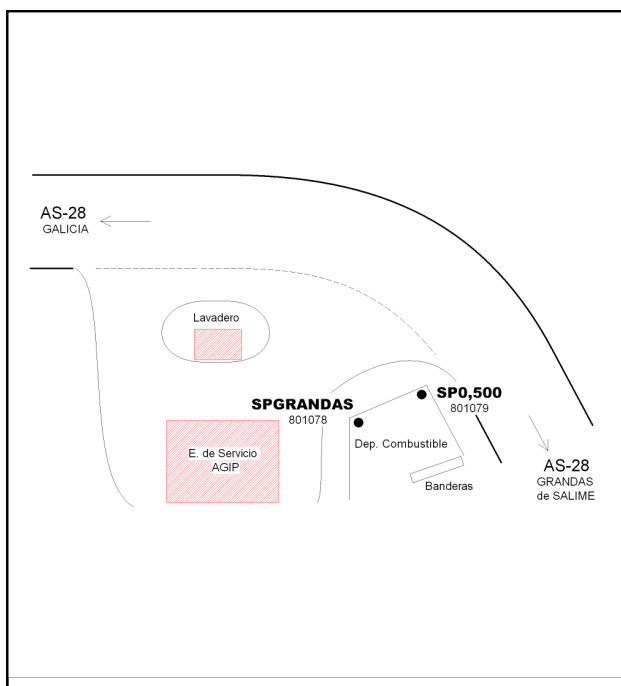 AS-28
GALICIA
Lavadero
SPGRANDAS
801078
SP0,500
801079
E. de Servicio
AGIP
Dep. Combustible
Banderas
AS-28
GRANDAS
de SALIME